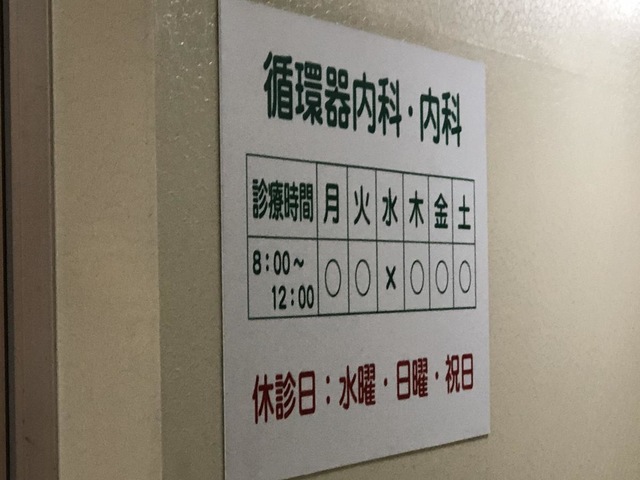 循環器内科・内科
診療時間 月 火 水 木 金 土
8:00～
12:00 ○ ○ × ○ ○ ○
休診日：水曜・日曜・祝日